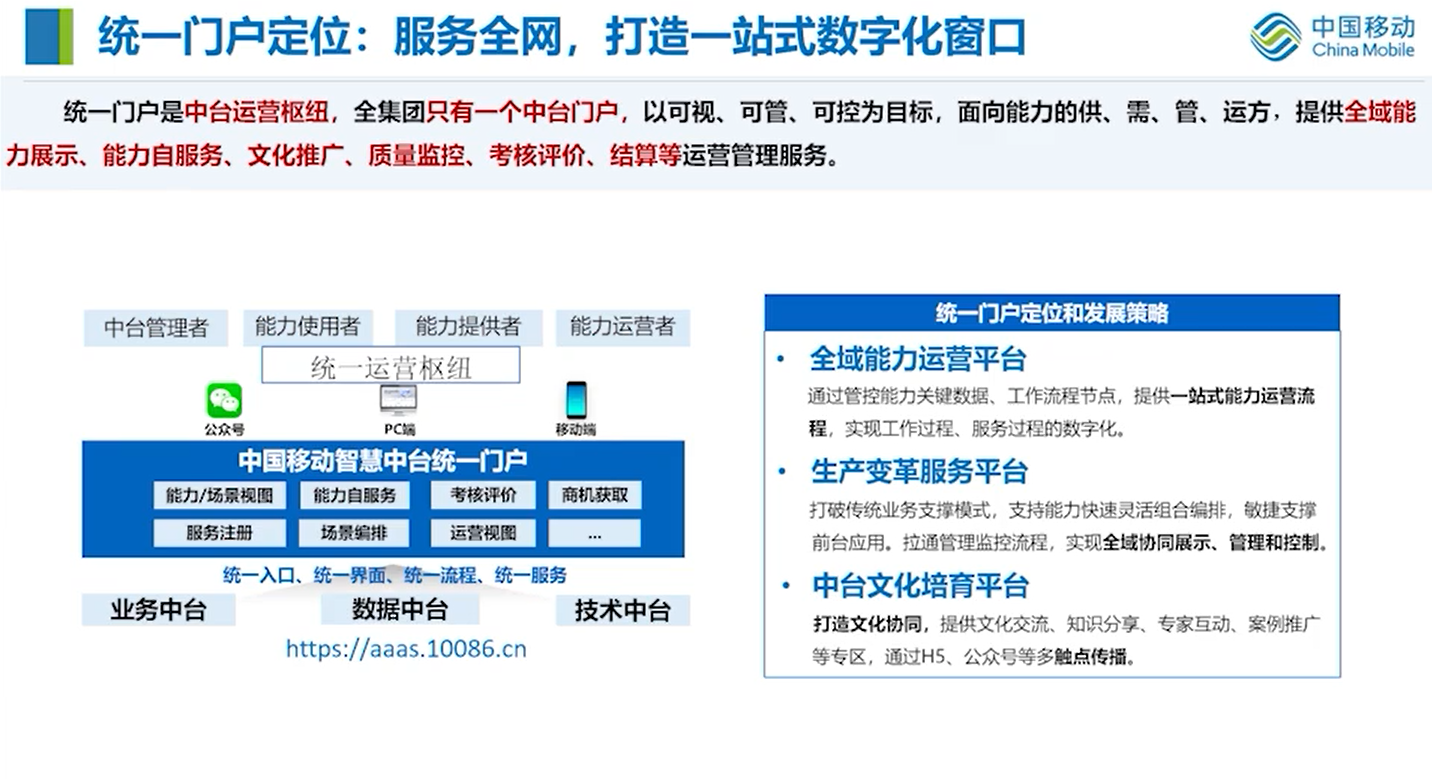 统一门户定位：服务全网，打造一站式数字化窗口
中国移动
China Mobile
统一门户是中台运营枢纽，全集团只有一个中台门户，以可视、可管、可控为目标，面向能力的供、需、管、运方，提供全域能
力展示、能力自服务、文化推广、质量监控、考核评价、结算等运营管理服务。
中台管理者 能力使用者 能力提供者 能力运营者
统一运营枢纽
公众号 PC端 移动端
中国移动智慧中台统一门户
能力/场景视图 能力自服务 考核评价 商机获取
服务注册 场景编排 运营视图 ...
统一入口、统一界面、统一流程、统一服务
业务中台 数据中台 技术中台
https://aaas.10086.cn
统一门户定位和发展策略
• 全域能力运营平台
通过管控能力关键数据、工作流程节点，提供一站式能力运营流
程，实现工作过程、服务过程的数字化。
• 生产变革服务平台
打破传统业务支撑模式，支持能力快速灵活组合编排，敏捷支撑
前台应用。拉通管理监控流程，实现全域协同展示、管理和控制。
• 中台文化培育平台
打造文化协同，提供文化交流、知识分享、专家互动、案例推广
等专区，通过H5、公众号等多触点传播。